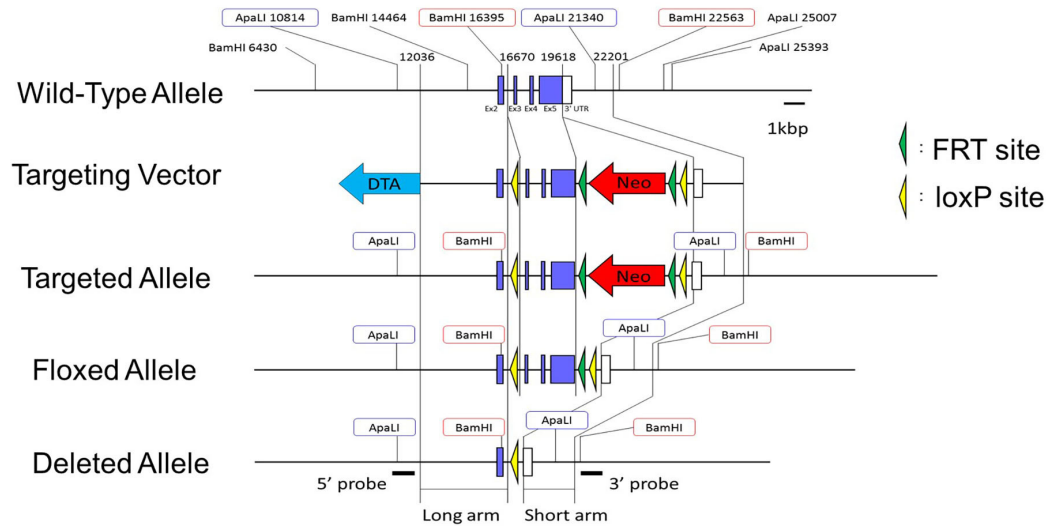 ApaLI 10814
BamHI 14464
BamHI 16395
ApaLI 21340
BamHI 22563
ApaLI 25007
BamHI 6430
ApaLI 25393
12036
16670
19618
22201
Wild-Type Allele
Ex2
Ex3
Ex4
Ex5
3' UTR
1kbp
Targeting Vector
DTA
Neo
: FRT site
: loxP site
ApaLI
BamHI
ApaLI
BamHI
Targeted Allele
Neo
ApaLI
BamHI
ApaLI
BamHI
Floxed Allele
ApaLI
BamHI
ApaLI
BamHI
Deleted Allele
5' probe
3' probe
Long arm
Short arm